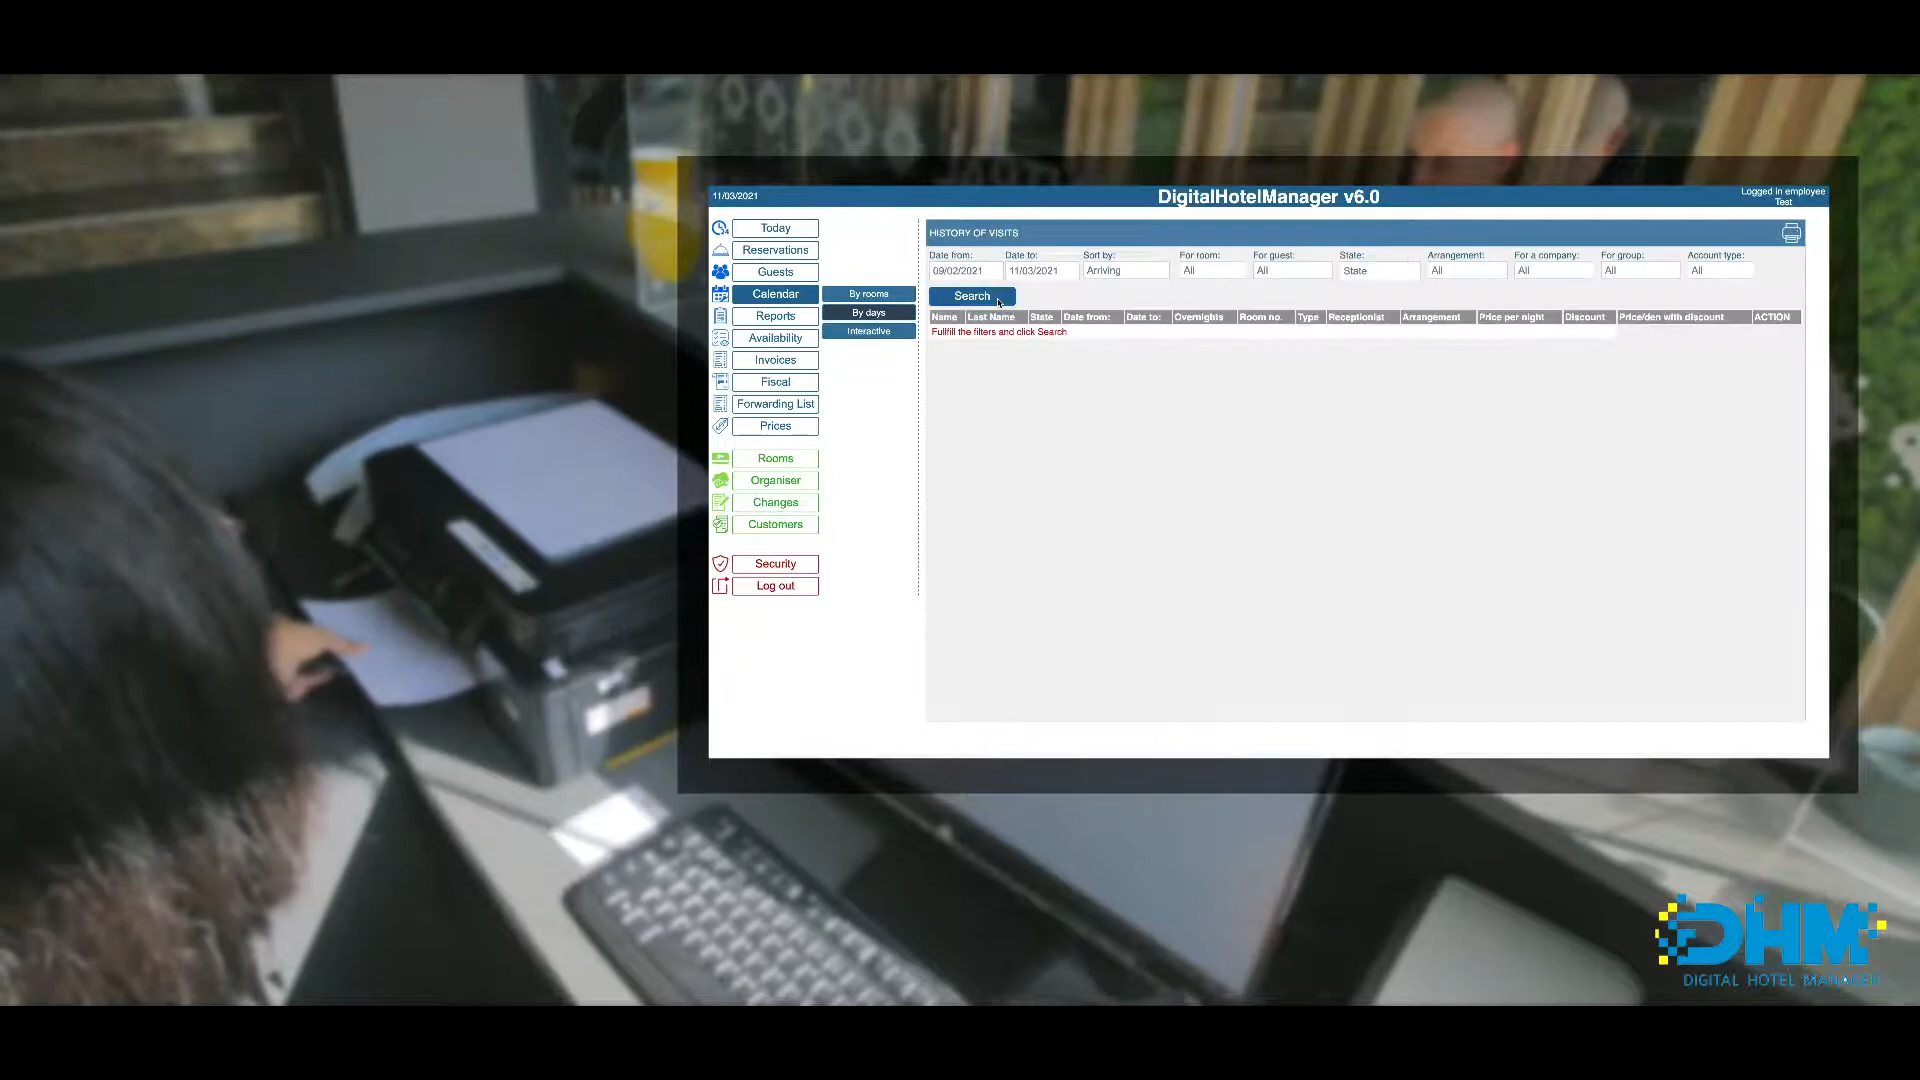 11/03/2021
DigitalHotelManager v6.0
Logged in employee
Test
Today
Reservations
Guests
Calendar
Reports
Availability
Invoices
Fiscal
Forwarding List
Prices
Rooms
Organiser
Changes
Customers
Security
Log out
By rooms
By days
Interactive
HISTORY OF VISITS
Date from: Date to: Sort by: For room: For guest: State: Arrangement: For a company: For group: Account type:
09/02/2021 11/03/2021 Arriving All All State All All All All
Search
Name Last Name State Date from: Date to: Overnights Room no. Type Receptionist Arrangement Price per night Discount Price/den with discount ACTION
Fullfill the filters and click Search
DHM
DIGITAL HOTEL MANAGER